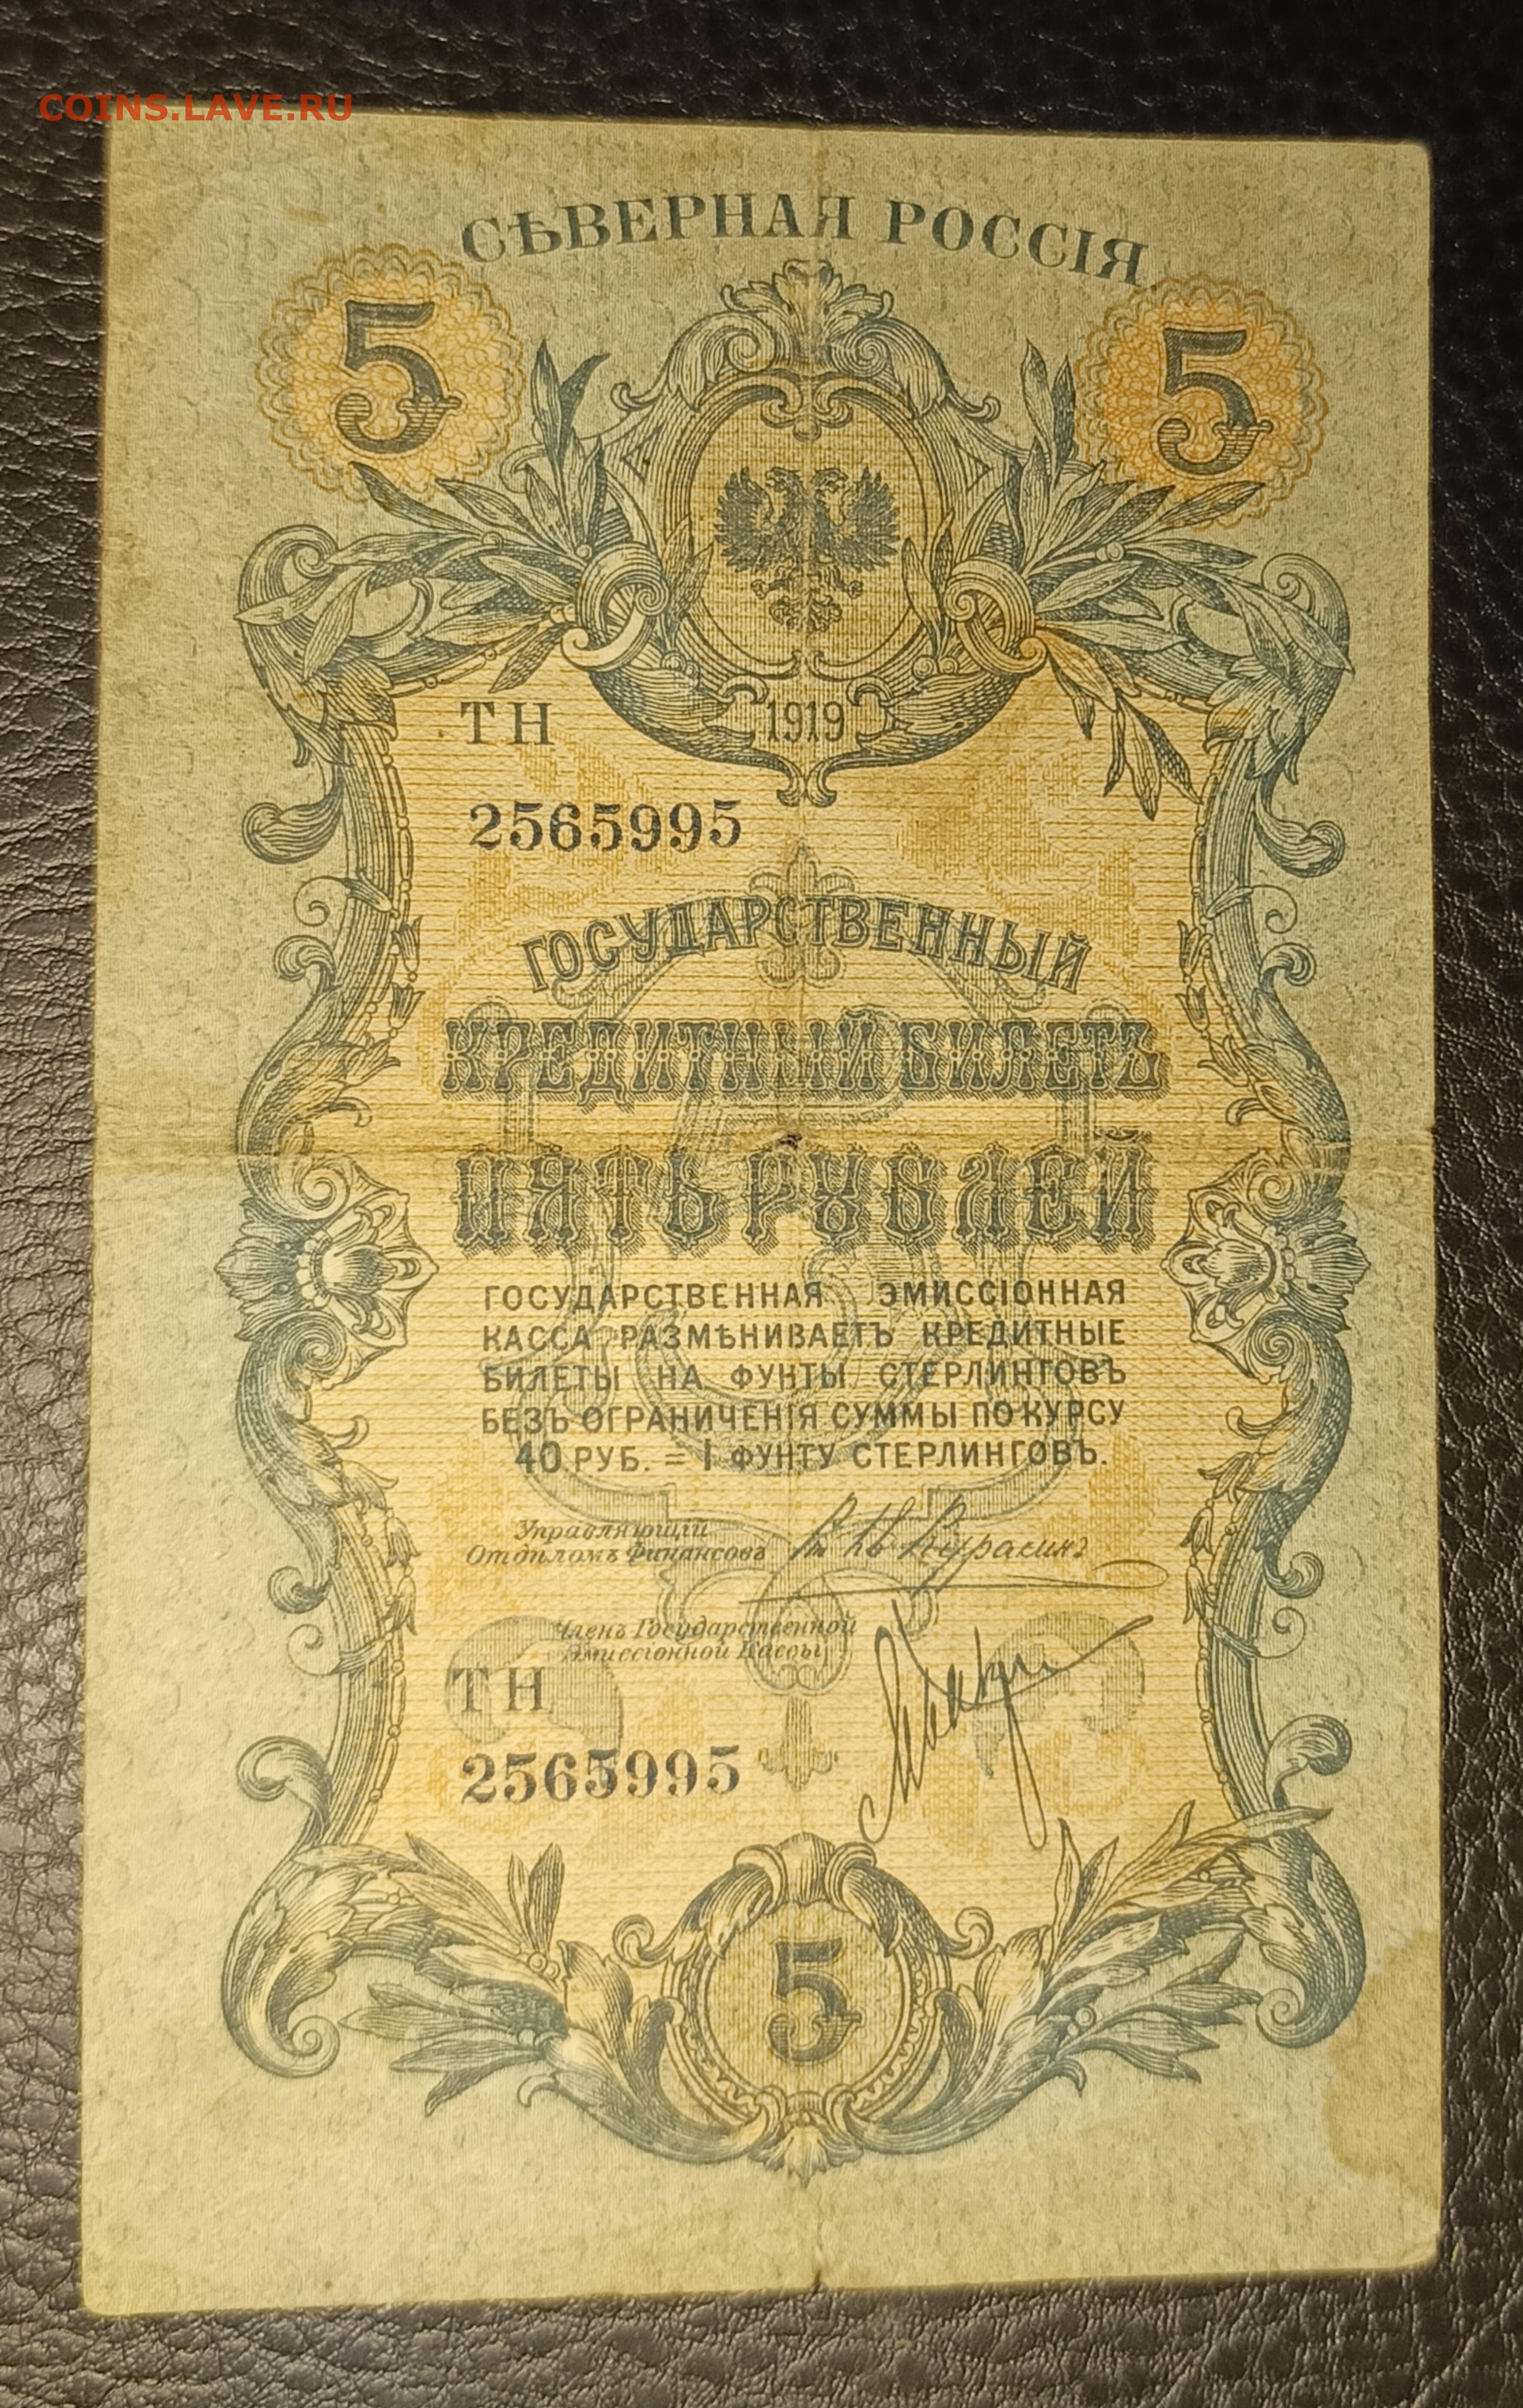 COINS.LAVE.RU
СѢВЕРНАЯ РОССІЯ
5 5
1919
ТН
2565995
ГОСУДАРСТВЕННЫЙ
КРЕДИТНЫЙ БИЛЕТЪ
ПЯТЬ РУБЛЕЙ
ГОСУДАРСТВЕННАЯ ЭМИССІОННАЯ
КАССА РАЗМѢНИВАЕТЪ КРЕДИТНЫЕ
БИЛЕТЫ НА ФУНТЫ СТЕРЛИНГОВЪ
БЕЗЪ ОГРАНИЧЕНІЯ СУММЫ ПО КУРСУ
40 РУБ. = 1 ФУНТУ СТЕРЛИНГОВЪ.
Управляющій
Отдѣломъ Финансовъ
Членъ Государственной
Эмиссіонной Кассы
ТН
2565995
5